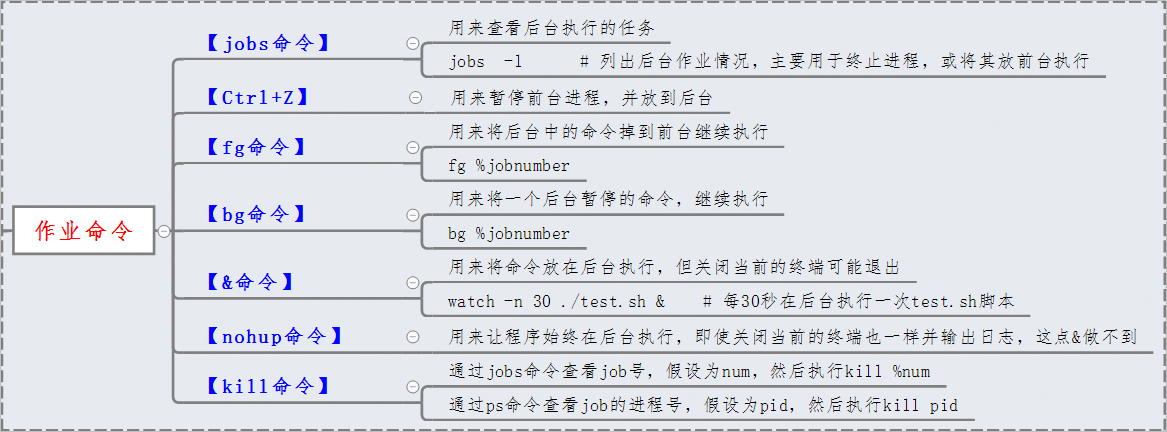 作业命令
【jobs命令】
用来查看后台执行的任务
jobs -l # 列出后台作业情况，主要用于终止进程，或将其放前台执行
【Ctrl+Z】
用来暂停前台进程，并放到后台
【fg命令】
用来将后台中的命令掉到前台继续执行
fg %jobnumber
【bg命令】
用来将一个后台暂停的命令，继续执行
bg %jobnumber
【&命令】
用来将命令放在后台执行，但关闭当前的终端可能退出
watch -n 30 ./test.sh & # 每30秒在后台执行一次test.sh脚本
【nohup命令】
用来让程序始终在后台执行，即使关闭当前的终端也一样并输出日志，这点&做不到
【kill命令】
通过jobs命令查看job号，假设为num，然后执行kill %num
通过ps命令查看job的进程号，假设为pid，然后执行kill pid